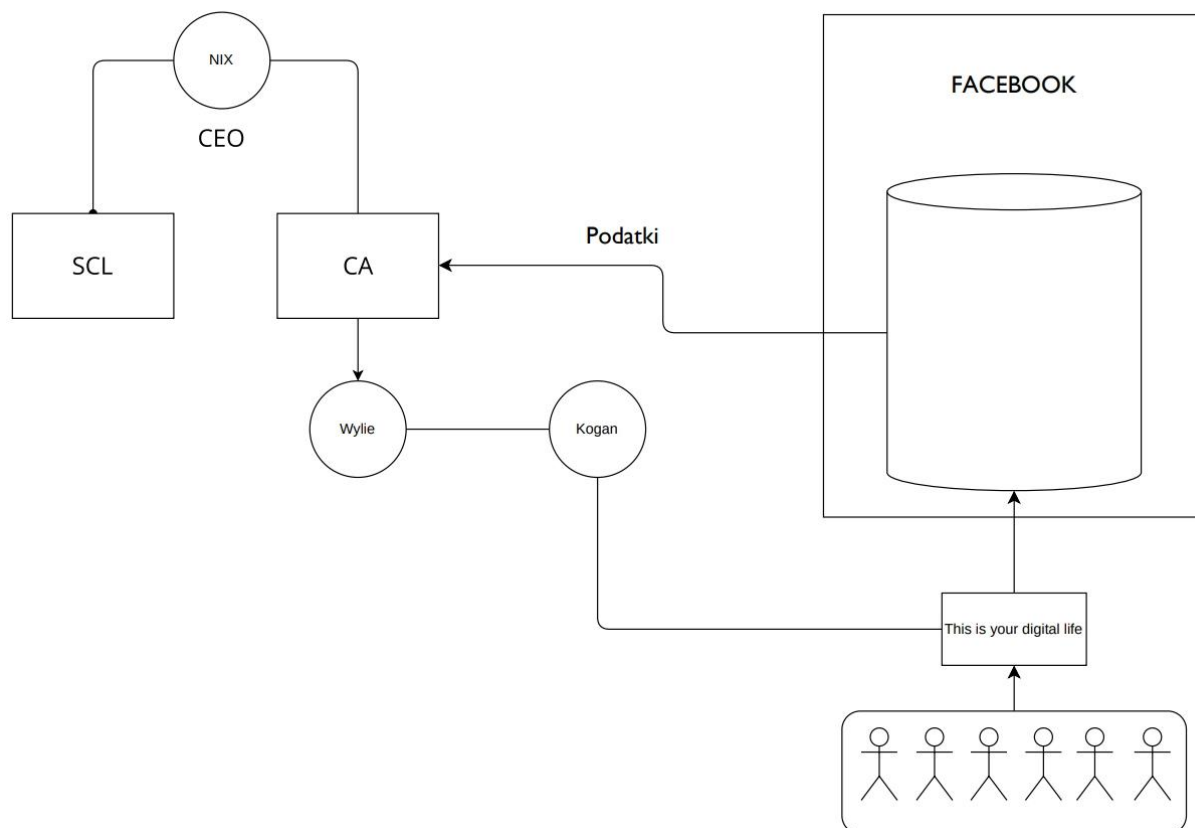 NIX
CEO
FACEBOOK
SCL
CA
Podatki
Wylie
Kogan
This is your digital life